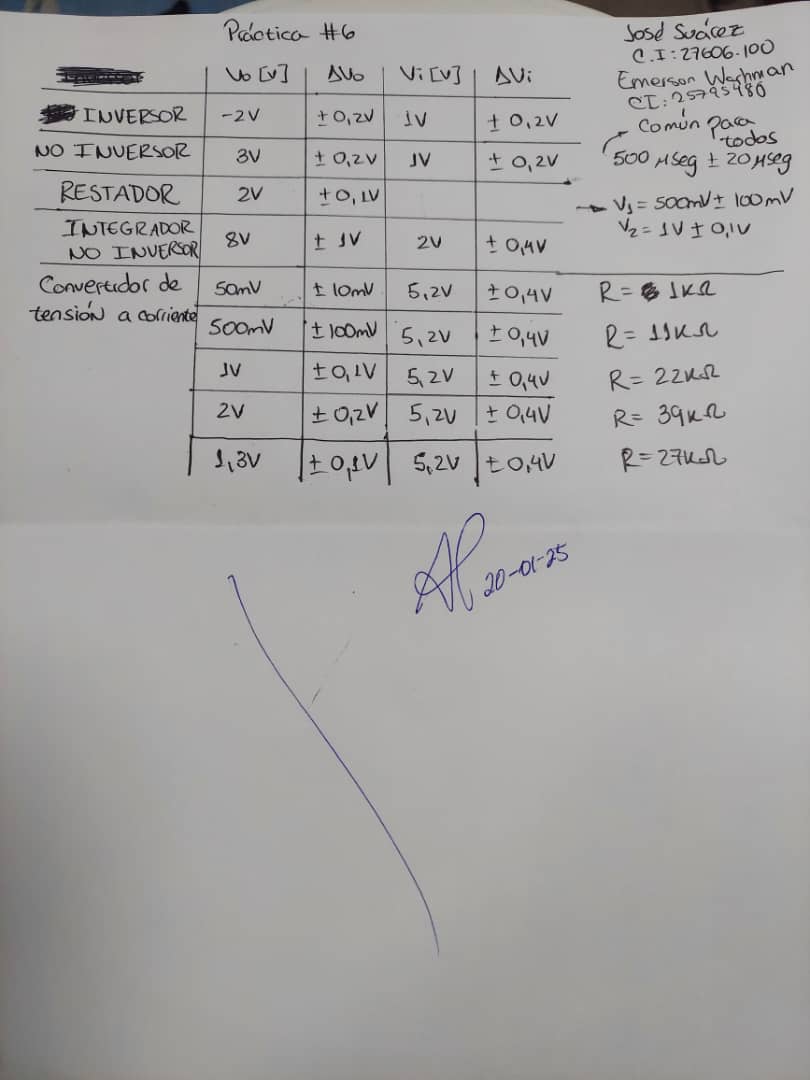 Práctica #6
José Suárez
C.I: 27606.100
Emerson Wachman
CI: 25795980
Vo [v] ΔVo Vi [v] ΔVi
INVERSOR -2V ± 0,2V 1V ± 0,2V
NO INVERSOR 3V ± 0,2V 1V ± 0,2V
RESTADOR 2V ± 0,1V
INTEGRADOR
NO INVERSOR 8V ± 1V 2V ± 0,4V
Común para
todos
500 µseg ± 20 µseg
V1 = 500mV ± 100mV
V2 = 1V ± 0,1V
Convertidor de
tensión a corriente
50mV ± 10mV 5,2V ± 0,4V R= 1KΩ
500mV ± 100mV 5,2V ± 0,4V R= 11KΩ
1V ± 0,1V 5,2V ± 0,4V R= 22KΩ
2V ± 0,2V 5,2V ± 0,4V R= 39KΩ
1,3V ± 0,1V 5,2V ± 0,4V R=27KΩ
20-01-25